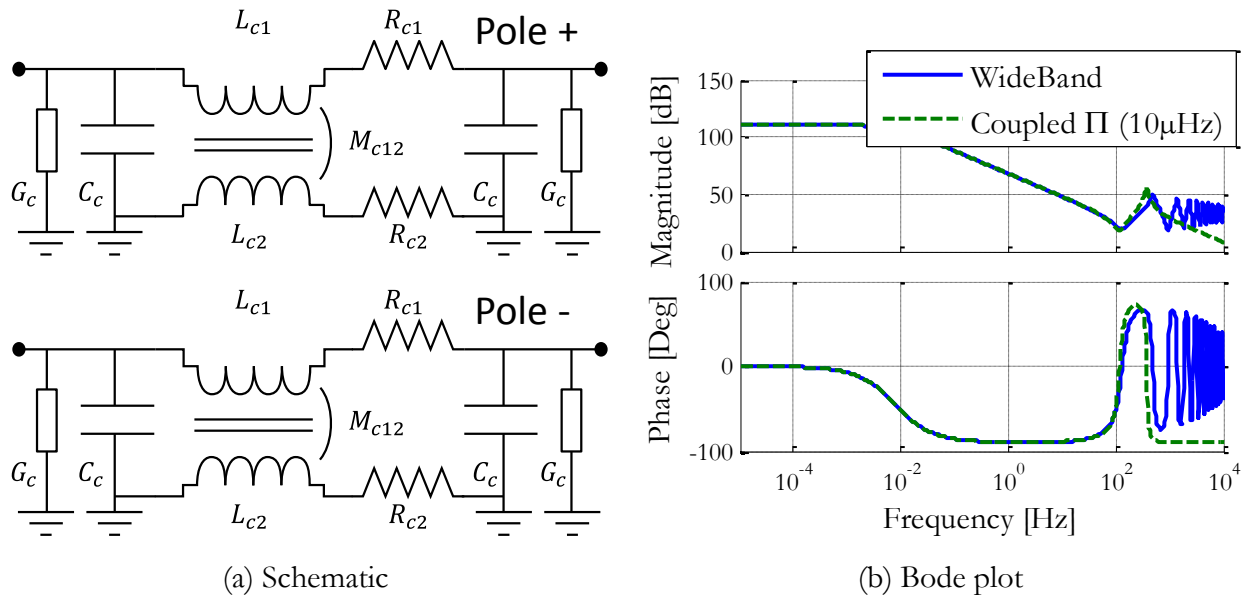 L_{c1}
R_{c1}
Pole +
M_{c12}
G_c
C_c
C_c
G_c
L_{c2}
R_{c2}
L_{c1}
R_{c1}
Pole -
M_{c12}
G_c
C_c
C_c
G_c
L_{c2}
R_{c2}
(a) Schematic
WideBand
Coupled Π (10μHz)
Magnitude [dB]
150
100
50
0
Phase [Deg]
100
0
-100
10^{-4}
10^{-2}
10^{0}
10^{2}
10^{4}
Frequency [Hz]
(b) Bode plot